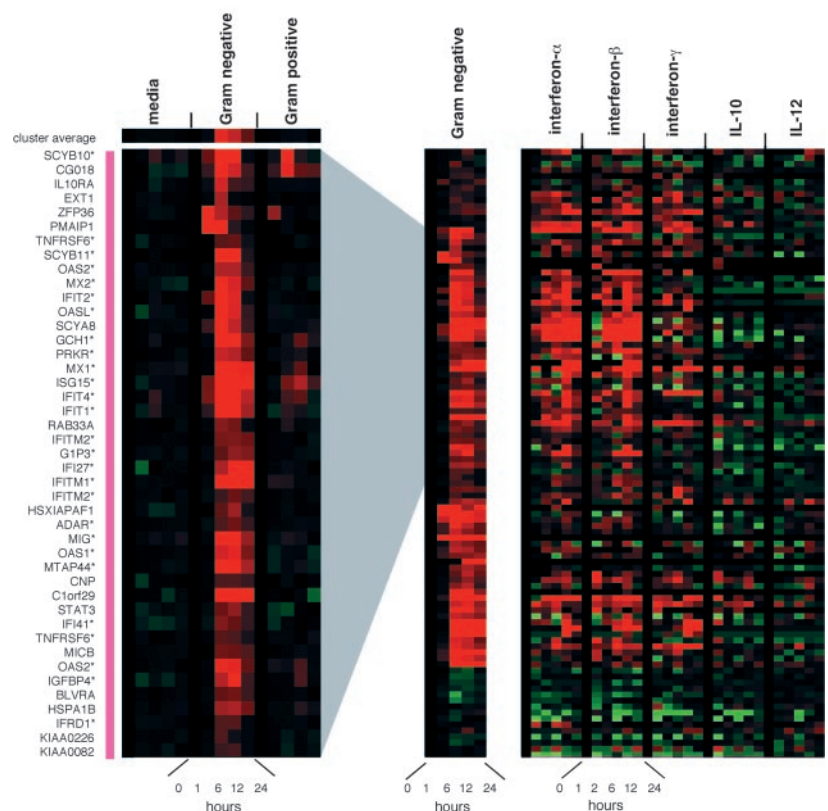 media
Gram negative
Gram positive
Gram negative
interferon-α
interferon-β
interferon-γ
IL-10
IL-12
cluster average
SCYB10*
CG018
IL10RA
EXT1
ZFP36
PMAIP1
TNFRSF6*
SCYB11*
OAS2*
MX2*
IFIT2*
OASL*
SCYA8
GCH1*
PRKR*
MX1*
ISG15*
IFIT4*
IFIT1*
RAB33A
IFITM2*
G1P3*
IFI27*
IFITM1*
IFITM2*
HSXIAPAF1
ADAR*
MIG*
OAS1*
MTAP44*
CNP
C1orf29
STAT3
IFI41*
TNFRSF6*
MICB
OAS2*
IGFBP4*
BLVRA
HSPA1B
IFRD1*
KIAA0226
KIAA0082
0 1 6 12 24
hours
0 1 6 12 24
hours
0 1 2 6 12 24
hours